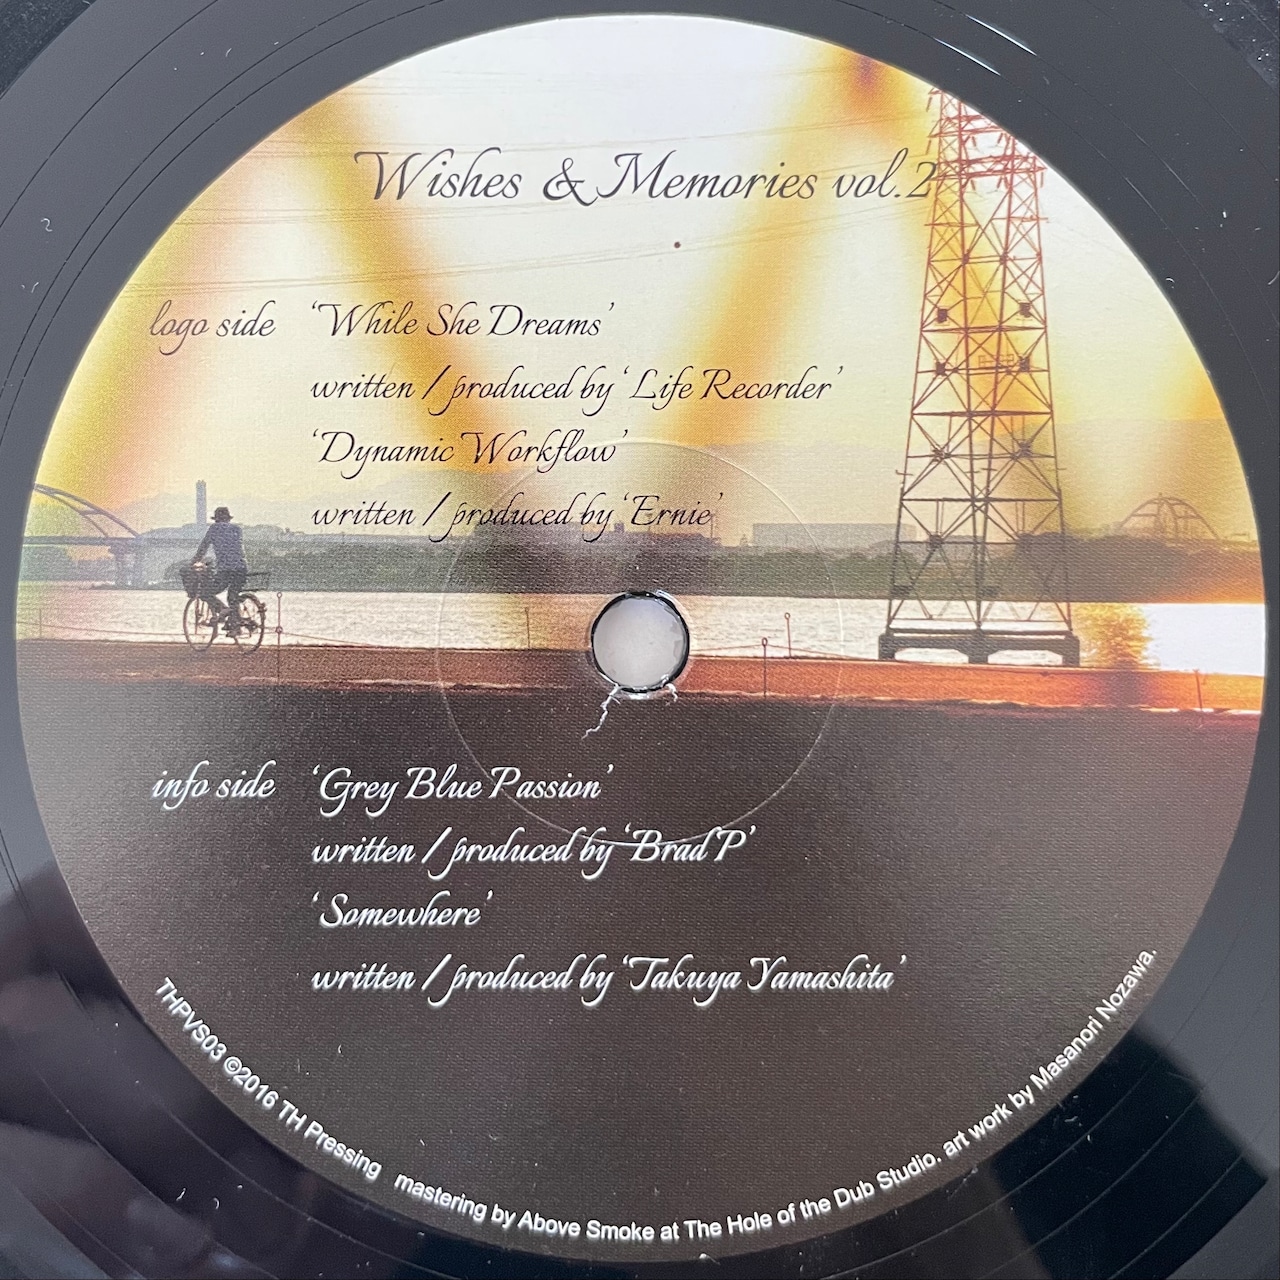 Wishes & Memories vol.2
logo side ‘While She Dreams’
written / produced by ‘Life Recorder’
‘Dynamic Workflow’
written / produced by ‘Ernie’
info side ‘Grey Blue Passion’
written / produced by ‘Brad P’
‘Somewhere’
written / produced by ‘Takuya Yamashita’
THPVS03 ©2016 TH Pressing mastering by Above Smoke at The Hole of the Dub Studio. art work by Masanori Nozawa.